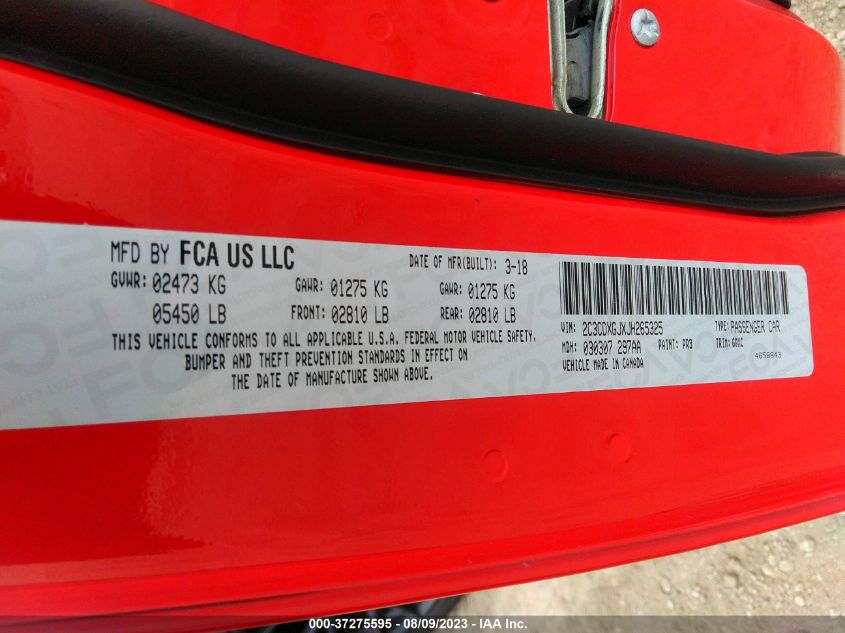 MFD BY FCA US LLC
DATE OF MFR(BUILT): 3-18
GVWR: 02473 KG
GAWR: 01275 KG
GAWR: 01275 KG
05450 LB
FRONT: 02810 LB
REAR: 02810 LB
THIS VEHICLE CONFORMS TO ALL APPLICABLE U.S.A. FEDERAL MOTOR VEHICLE SAFETY,
BUMPER AND THEFT PREVENTION STANDARDS IN EFFECT ON
THE DATE OF MANUFACTURE SHOWN ABOVE.
VIN: 2C3CDXGJXJH265325
TYPE: PASSENGER CAR
MDH: 030307 297AA
PAINT: PR3
TRIM:
VEHICLE MADE IN CANADA
4658843
000-37275595 - 08/09/2023 - IAA Inc.